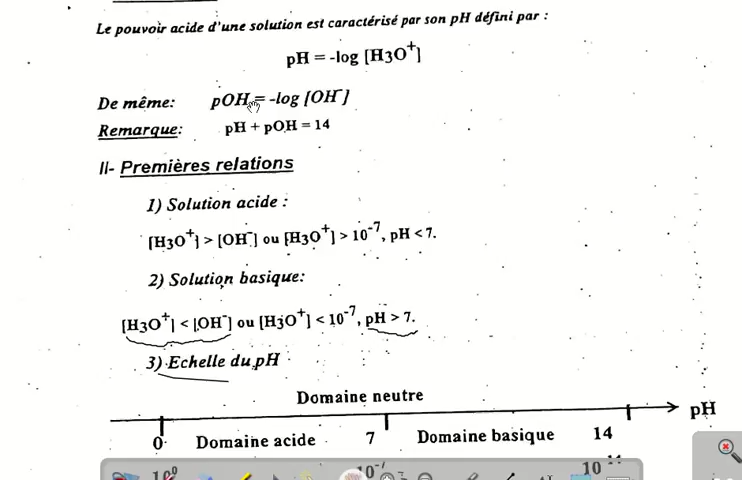 Le pouvoir acide d'une solution est caractérisé par son pH défini par :
pH = -log [H3O+]
De même: pOH = -log [OH-]
Remarque: pH + pOH = 14
II- Premières relations
1) Solution acide :
[H3O+] > [OH-] ou [H3O+] > 10-7, pH < 7.
2) Solution basique:
[H3O+] < [OH-] ou [H3O+] < 10-7, pH > 7.
3) Echelle du pH
Domaine neutre
pH
0 Domaine acide 7 Domaine basique 14